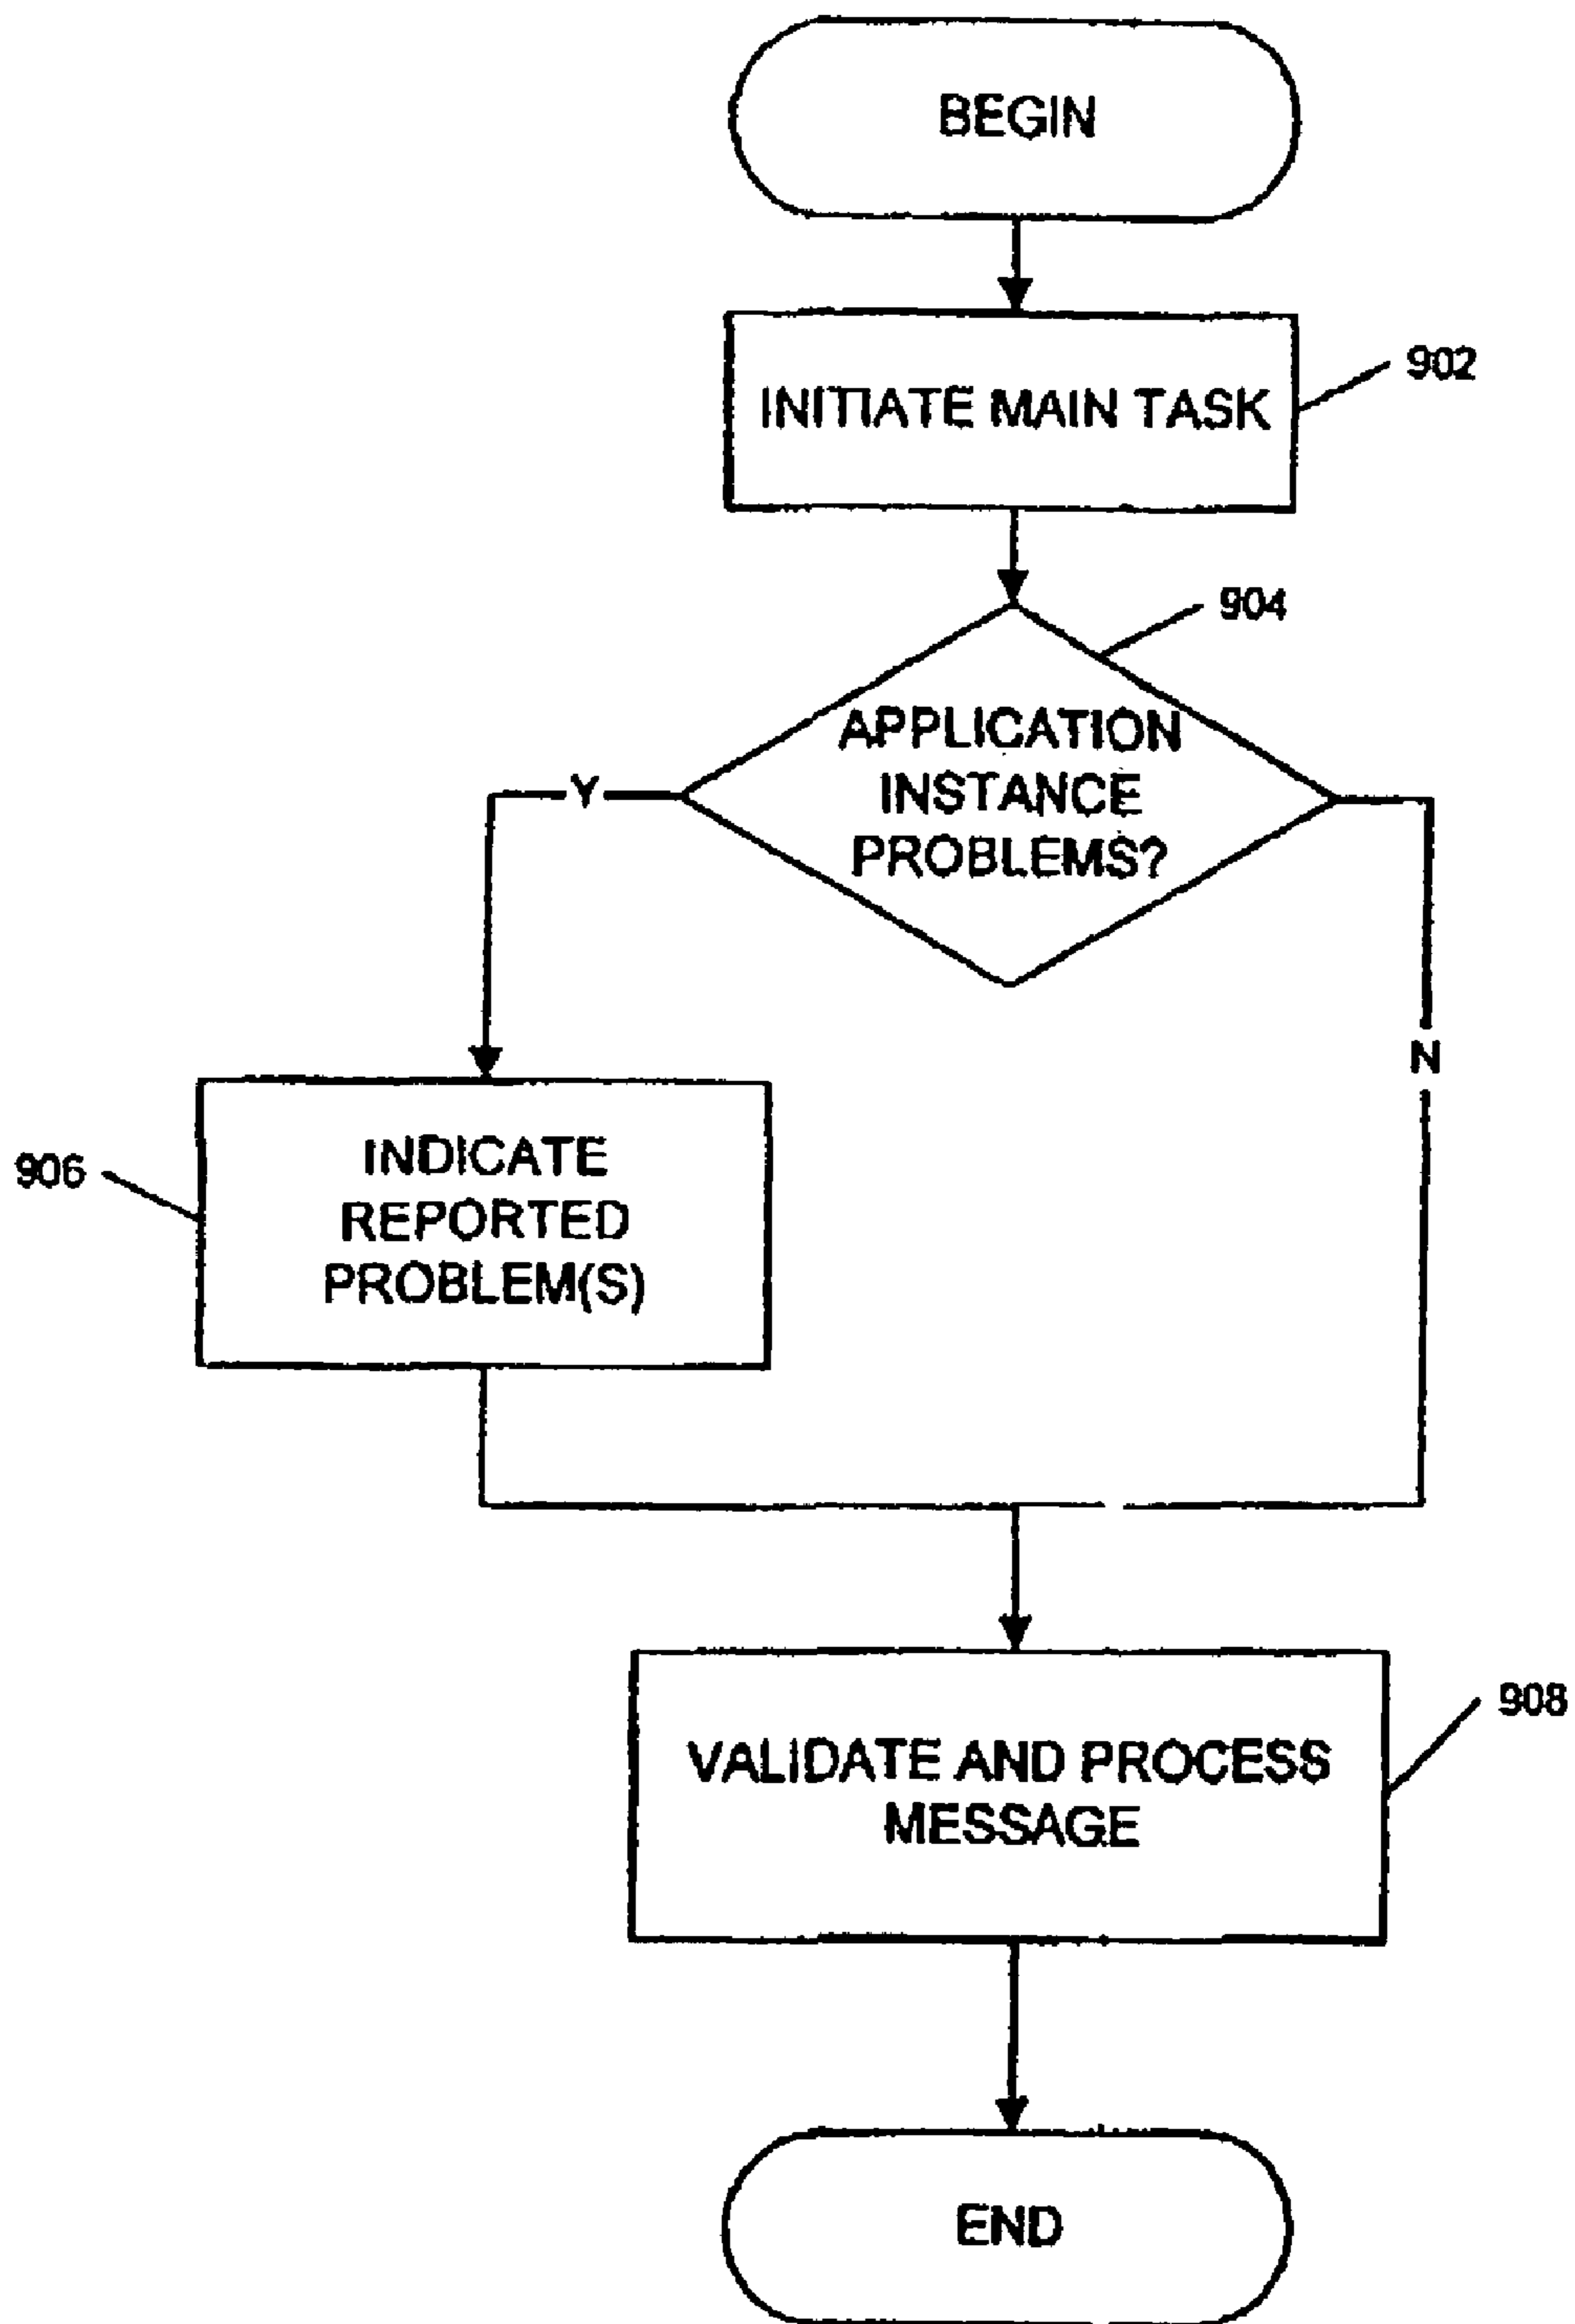 BEGIN
INITIATE MAIN TASK
902
904
APPLICATION
INSTANCE
PROBLEMS?
Y
N
INDICATE
REPORTED
PROBLEM(S)
906
VALIDATE AND PROCESS
MESSAGE
908
END